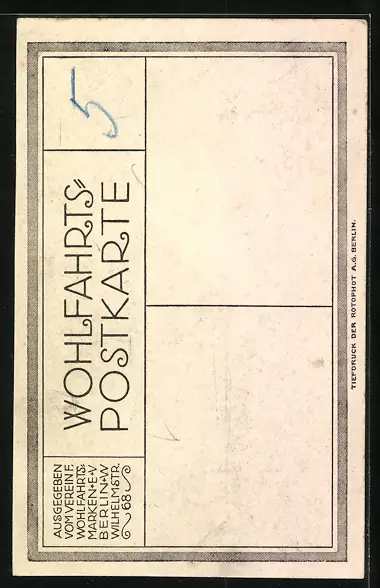 AUSGEGEBEN
VOM VEREIN F.
WOHLFAHRTS-
MARKEN·E·V
BERLIN·W
WILHELMSTR.
68
WOHLFAHRTS-
POSTKARTE
5
TIEFDRUCK DER ROTOPHOT A.G. BERLIN.